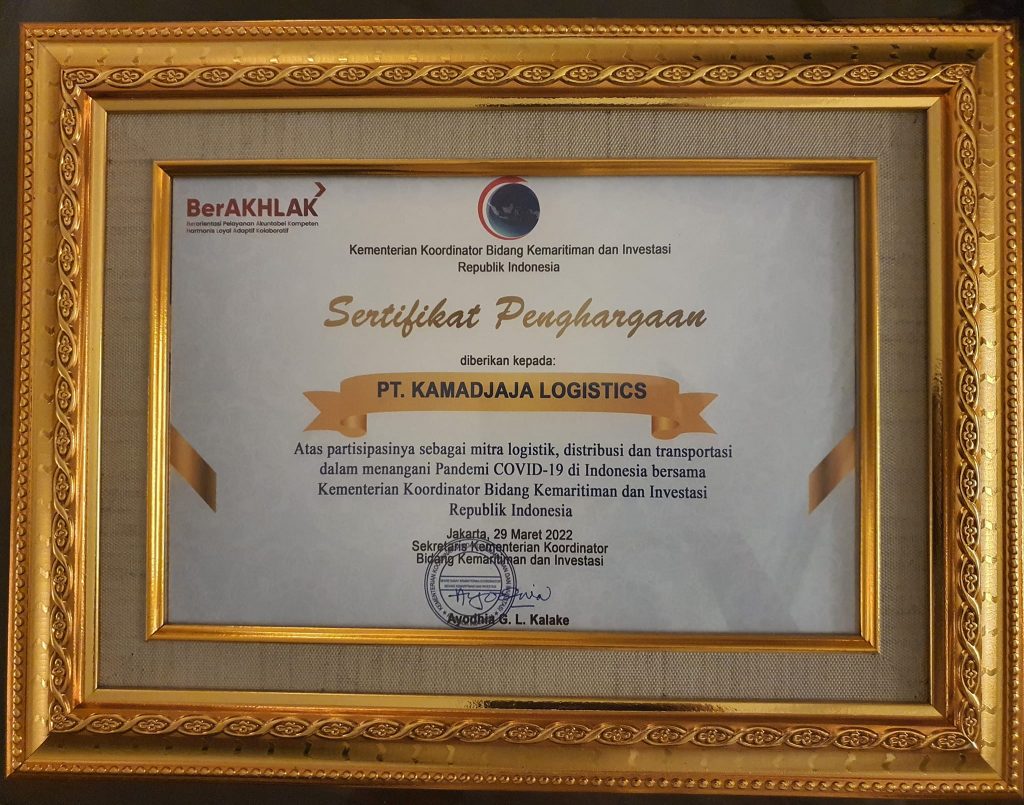 BerAKHLAK
Berorientasi Pelayanan Akuntabel Kompeten
Harmonis Loyal Adaptif Kolaboratif
Kementerian Koordinator Bidang Kemaritiman dan Investasi
Republik Indonesia
Sertifikat Penghargaan
diberikan kepada:
PT. KAMADJAJA LOGISTICS
Atas partisipasinya sebagai mitra logistik, distribusi dan transportasi
dalam menangani Pandemi COVID-19 di Indonesia bersama
Kementerian Koordinator Bidang Kemaritiman dan Investasi
Republik Indonesia
Jakarta, 29 Maret 2022
Sekretaris Kementerian Koordinator
Bidang Kemaritiman dan Investasi
Ayodhia G. L. Kalake